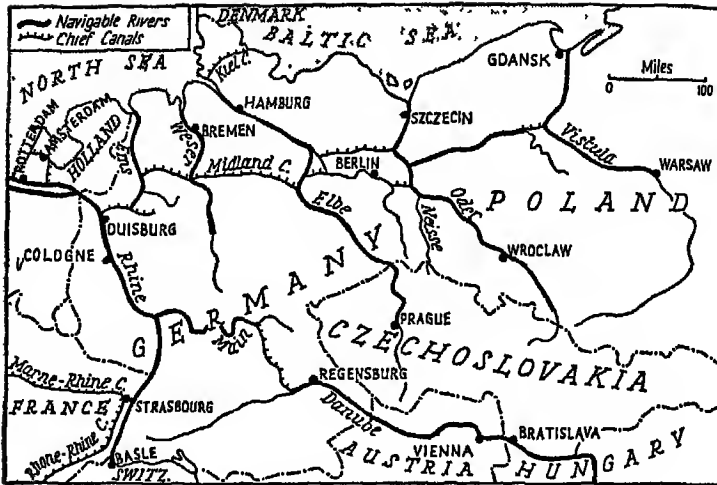 Navigable Rivers
Chief Canals
DENMARK
BALTIC SEA
NORTH SEA
Kiel C.
GDANSK
Miles
0 100
HAMBURG
SZCZECIN
ROTTERDAM
AMSTERDAM
HOLLAND
Ems
Weser
BREMEN
Vistula
Midland C.
BERLIN
WARSAW
Elbe
Oder
Neisse
POLAND
DUISBURG
COLOGNE
Rhine
WROCLAW
GERMANY
Main
PRAGUE
CZECHOSLOVAKIA
Marne-Rhine C.
REGENSBURG
FRANCE
STRASBOURG
Danube
Rhone-Rhine C.
BASLE
SWITZ.
VIENNA
BRATISLAVA
AUSTRIA
HUNGARY